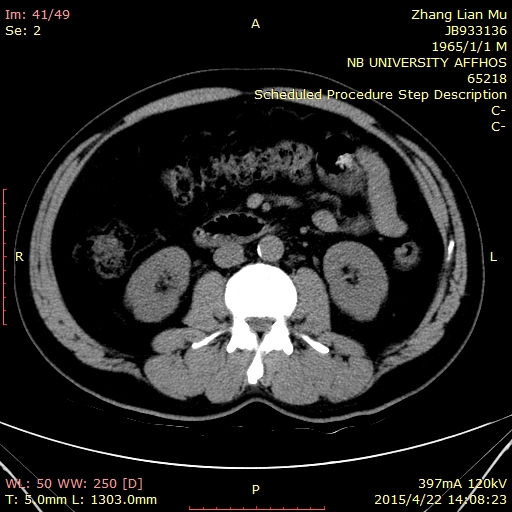 Im: 41/49
Se: 2
A
Zhang Lian Mu
JB933136
1965/1/1 M
NB UNIVERSITY AFFHOS
65218
Scheduled Procedure Step Description
C-
C-
R
L
WL: 50 WW: 250 [D]
T: 5.0mm L: 1303.0mm
P
397mA 120kV
2015/4/22 14:08:23